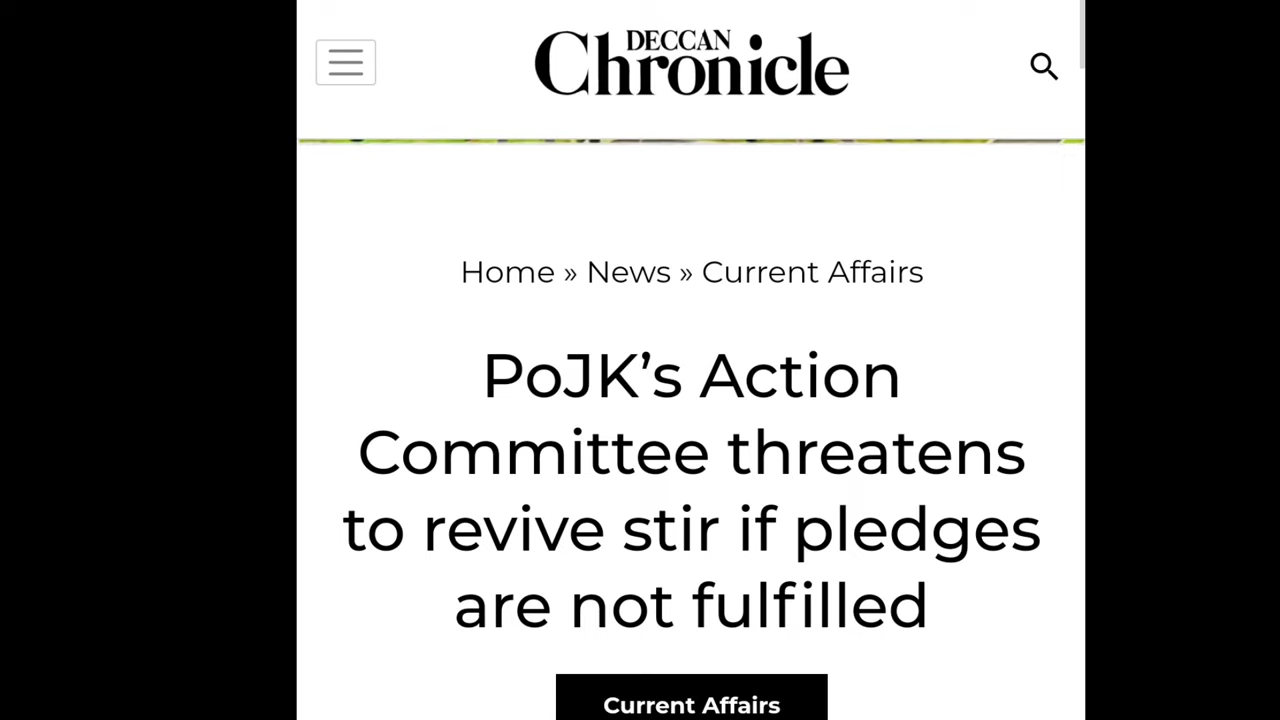 DECCAN
Chronicle
Home » News » Current Affairs
PoJK’s Action
Committee threatens
to revive stir if pledges
are not fulfilled
Current Affairs